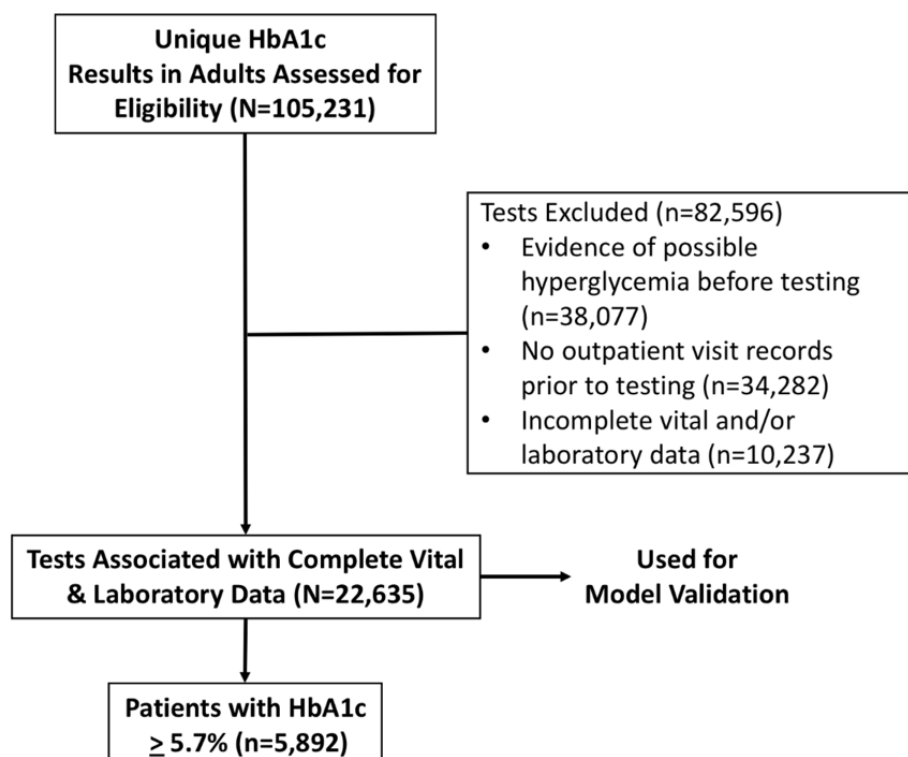 Unique HbA1c
Results in Adults Assessed for
Eligibility (N=105,231)
Tests Excluded (n=82,596)
• Evidence of possible
hyperglycemia before testing
(n=38,077)
• No outpatient visit records
prior to testing (n=34,282)
• Incomplete vital and/or
laboratory data (n=10,237)
Tests Associated with Complete Vital
& Laboratory Data (N=22,635)
Used for
Model Validation
Patients with HbA1c
≥ 5.7% (n=5,892)